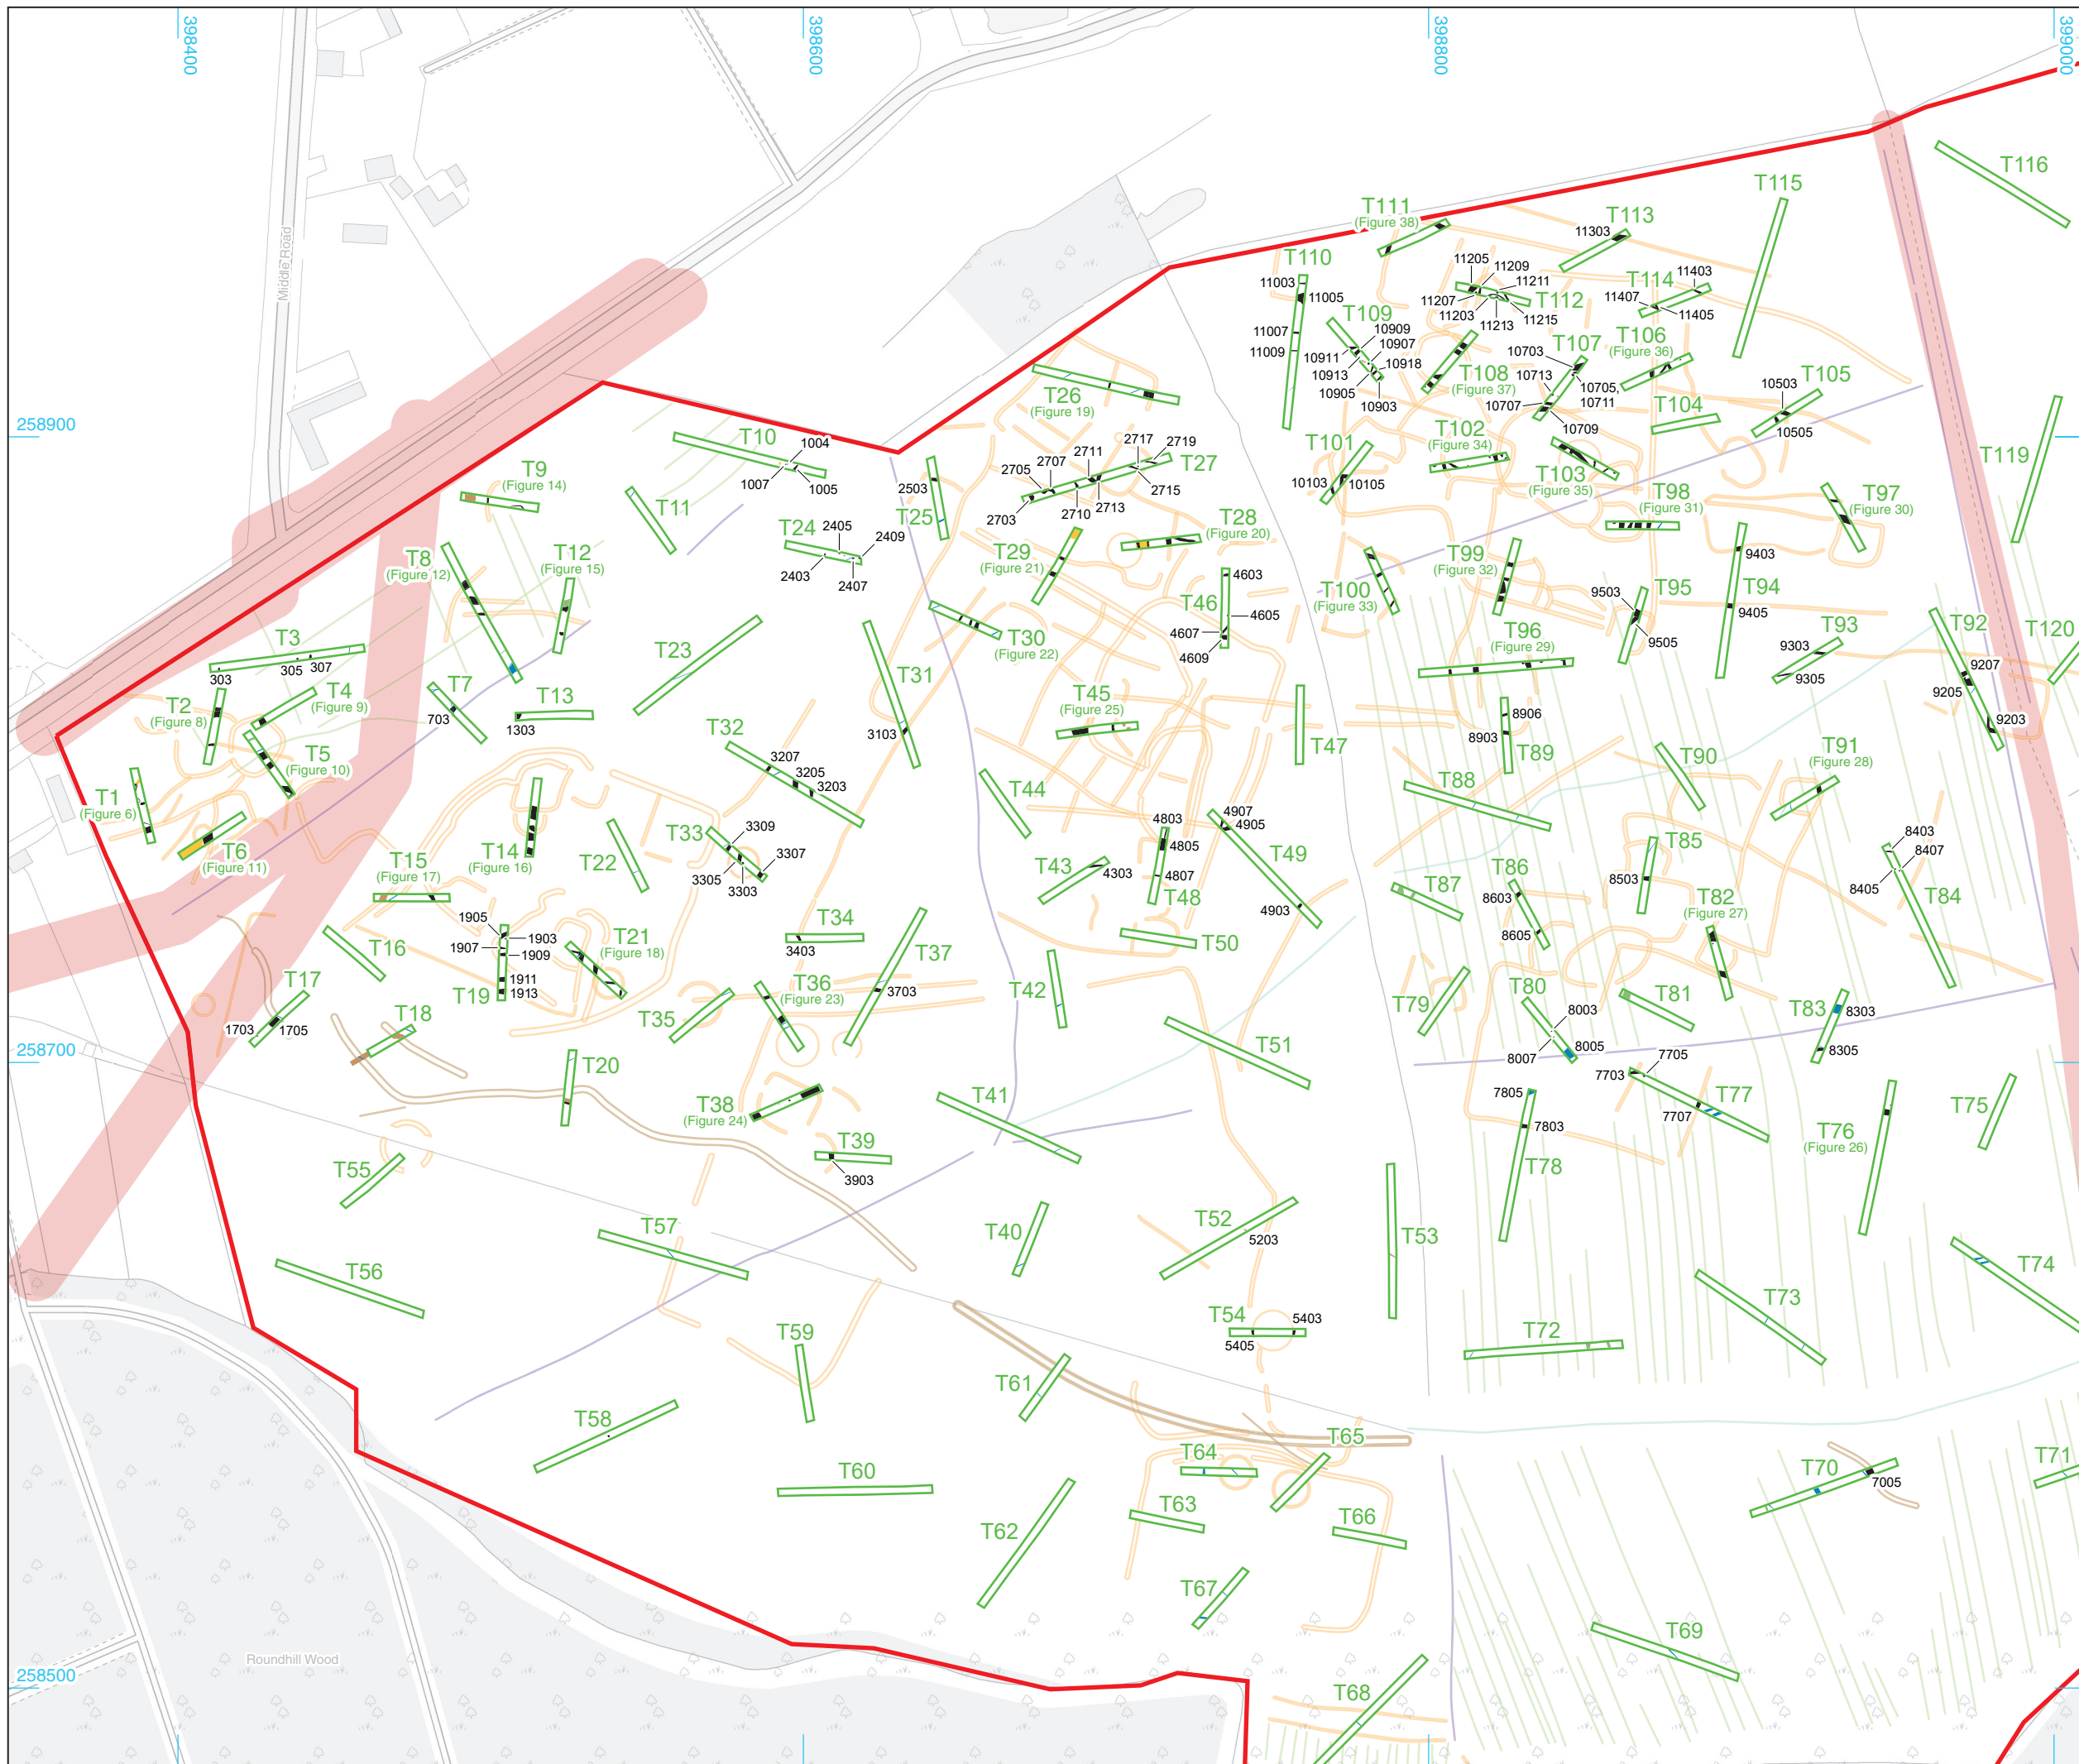 398400
398600
398800
399000
258900
258700
258500
Middle Road
Roundhill Wood
T116
T115
T111
(Figure 38)
T113
11303
T110
11003
11005
11007
11009
11205
11209
11211
11207
11203
11213
11215
T112
T114
11403
11407
11405
T109
10909
10907
10911
10918
10913
10905
10903
T108
(Figure 37)
T107
10703
10713
10705,
10711
10707
10709
T106
(Figure 36)
T105
10503
10505
T104
T26
(Figure 19)
T10
1004
1007
1005
T27
2717
2719
2711
2707
2705
2715
2703
2710
2713
T101
10103
10105
T102
(Figure 34)
T103
(Figure 35)
T119
T9
(Figure 14)
T11
T24
2405
2409
2403
2407
2503
T25
T28
(Figure 20)
T29
(Figure 21)
T98
(Figure 31)
T97
(Figure 30)
T8
(Figure 12)
T12
(Figure 15)
T46
4603
4605
4607
4609
T100
(Figure 33)
T99
(Figure 32)
T95
9503
9505
T94
9403
9405
T3
303
305
307
T23
T30
(Figure 22)
T31
3103
T96
(Figure 29)
T93
9303
9305
T92
9207
9205
9203
T120
T2
(Figure 8)
T4
(Figure 9)
T7
703
T13
1303
T5
(Figure 10)
T32
3207
3205
3203
T45
(Figure 25)
T47
8906
8903
T89
T90
T91
(Figure 28)
T1
(Figure 6)
T6
(Figure 11)
T14
(Figure 16)
T22
T33
3309
3307
3305
3303
T44
T43
4303
4803
4805
4807
T48
4907
4905
T49
4903
T88
T87
T86
8603
8605
T85
8503
T82
(Figure 27)
8403
8407
8405
T84
T15
(Figure 17)
T16
1905
1903
1907
1909
1911
1913
T19
T21
(Figure 18)
T34
3403
T37
3703
T36
(Figure 23)
T35
T50
T42
T51
T79
T80
8003
8005
8007
T81
T83
8303
8305
T17
1703
1705
T18
T20
T38
(Figure 24)
T39
3903
T41
7705
7703
T77
7707
7805
7803
T78
T76
(Figure 26)
T75
T55
T56
T57
T40
T52
5203
T53
T54
5403
5405
T72
T73
T74
T59
T58
T60
T61
T62
T64
T65
T63
T66
T67
T68
T69
T70
7005
T71